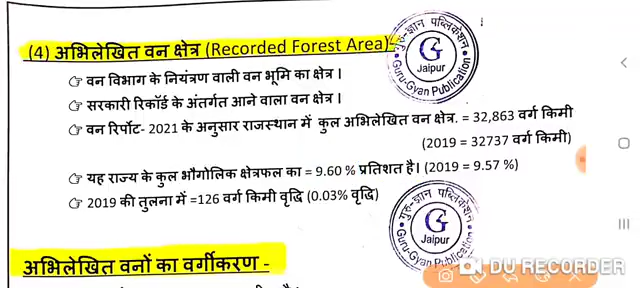 (4) अभिलेखित वन क्षेत्र (Recorded Forest Area)-
☞ वन विभाग के नियंत्रण वाली वन भूमि का क्षेत्र ।
☞ सरकारी रिकॉर्ड के अंतर्गत आने वाला वन क्षेत्र ।
☞ वन रिपोर्ट- 2021 के अनुसार राजस्थान में कुल अभिलेखित वन क्षेत्र. = 32,863 वर्ग किमी
(2019 = 32737 वर्ग किमी)
☞ यह राज्य के कुल भौगोलिक क्षेत्रफल का = 9.60 % प्रतिशत है। (2019 = 9.57 %)
☞ 2019 की तुलना में =126 वर्ग किमी वृद्धि (0.03% वृद्धि)
अभिलेखित वनों का वर्गीकरण -
गुरु-ज्ञान पब्लिकेशन
G
Jaipur
Guru-Gyan Publication
गुरु-ज्ञान पब्लिकेशन
G
Jaipur
Guru-Gyan Publication
DU RECORDER